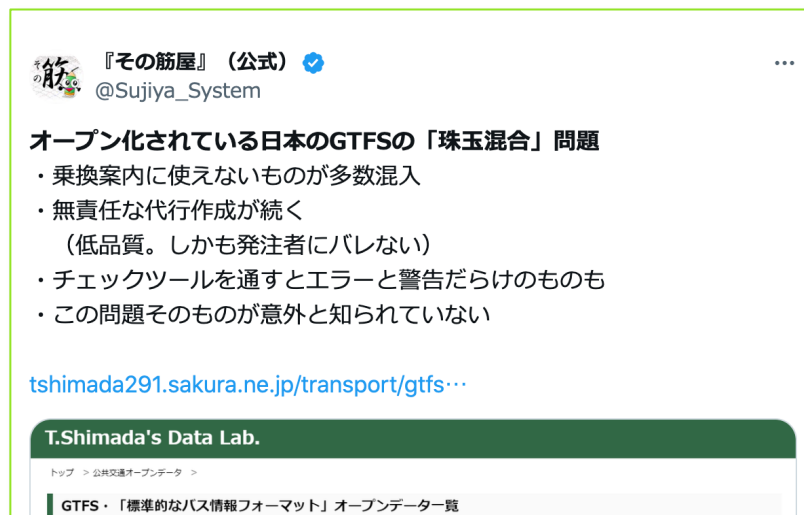 その筋
『その筋屋』（公式）
@Sujiya_System
オープン化されている日本のGTFSの「珠玉混合」問題
・乗換案内に使えないものが多数混入
・無責任な代行作成が続く
（低品質。しかも発注者にバレない）
・チェックツールを通すとエラーと警告だらけのものも
・この問題そのものが意外と知られていない
tshimada291.sakura.ne.jp/transport/gtfs…
T.Shimada's Data Lab.
トップ > 公共交通オープンデータ >
GTFS・「標準的なバス情報フォーマット」オープンデータ一覧